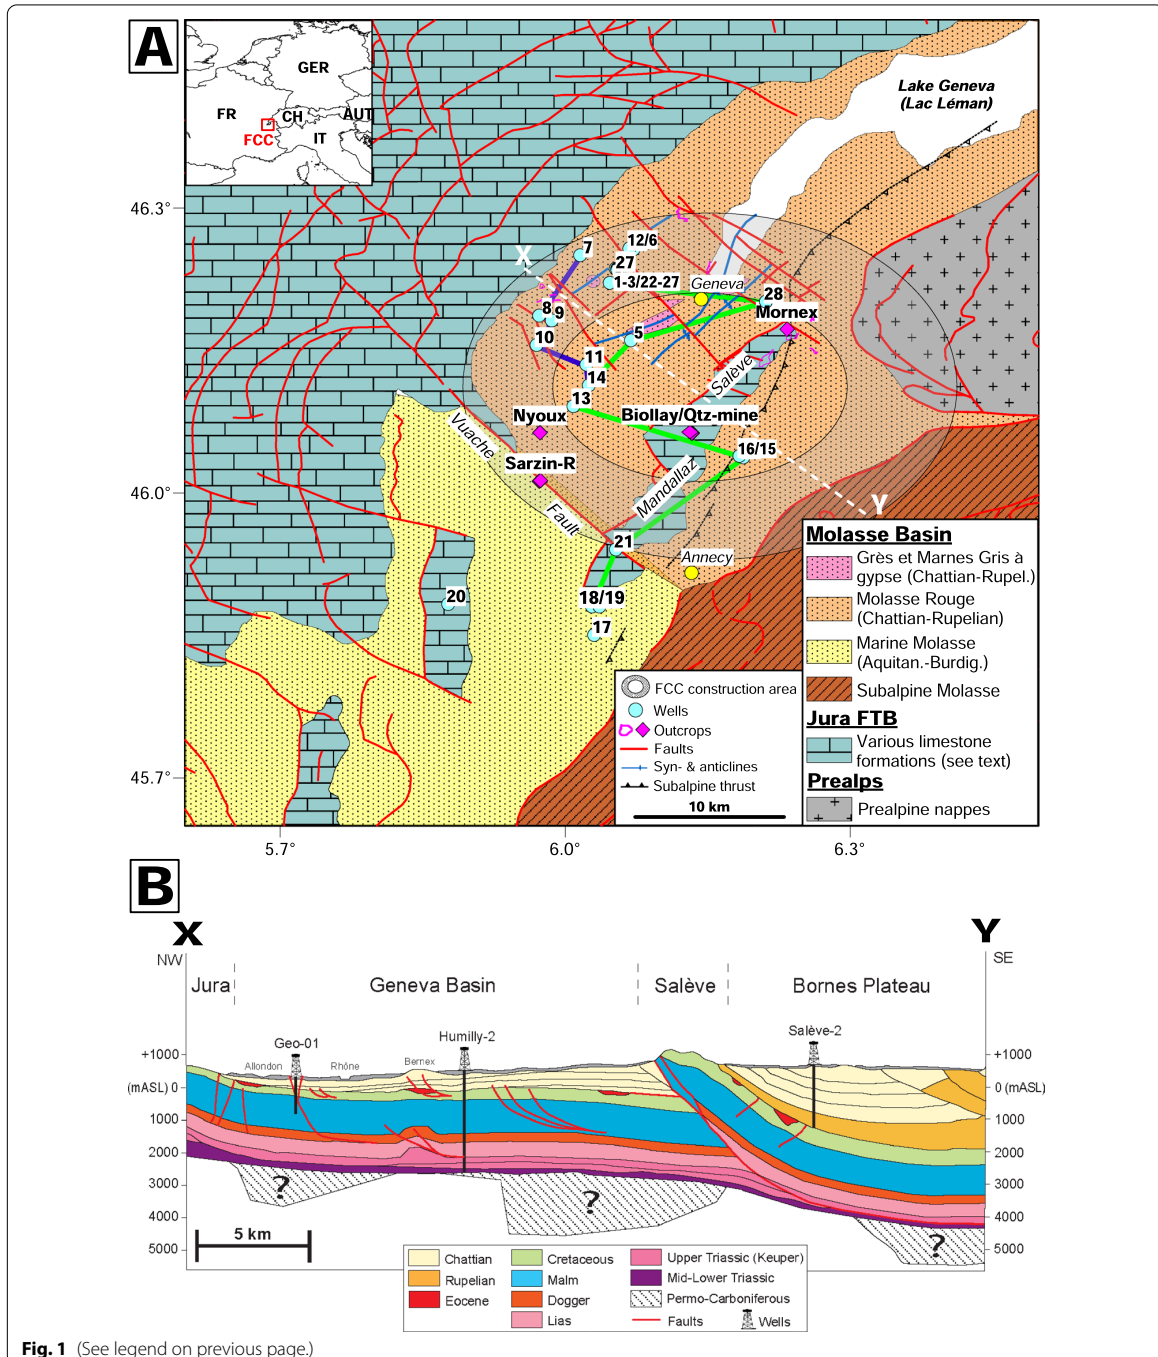 A
GER
FR
CH
AUT
FCC
IT
Lake Geneva
(Lac Léman)
46.3°
46.0°
45.7°
X
7
12/6
27
1-3/22-27
Geneva
28
Mornex
8
9
10
5
11
14
13
Salève
Nyoux
Biollay/Qtz-mine
Vuache
Sarzin-R
16/15
Mandallaz
Fault
Y
21
Annecy
20
18/19
17
FCC construction area
Wells
Outcrops
Faults
Syn- & anticlines
Subalpine thrust
10 km
Molasse Basin
Grès et Marnes Gris à
gypse (Chattian-Rupel.)
Molasse Rouge
(Chattian-Rupelian)
Marine Molasse
(Aquitan.-Burdig.)
Subalpine Molasse
Jura FTB
Various limestone
formations (see text)
Prealps
Prealpine nappes
5.7°
6.0°
6.3°
B
X
Y
NW
SE
Jura
Geneva Basin
Salève
Bornes Plateau
Geo-01
Humilly-2
Salève-2
Allondon
Rhône
Bernex
+1000
(mASL) 0
1000
2000
3000
4000
5000
+1000
0 (mASL)
1000
2000
3000
4000
5000
?
?
?
5 km
Chattian
Rupelian
Eocene
Cretaceous
Malm
Dogger
Lias
Upper Triassic (Keuper)
Mid-Lower Triassic
Permo-Carboniferous
Faults
Wells
Fig. 1 (See legend on previous page.)